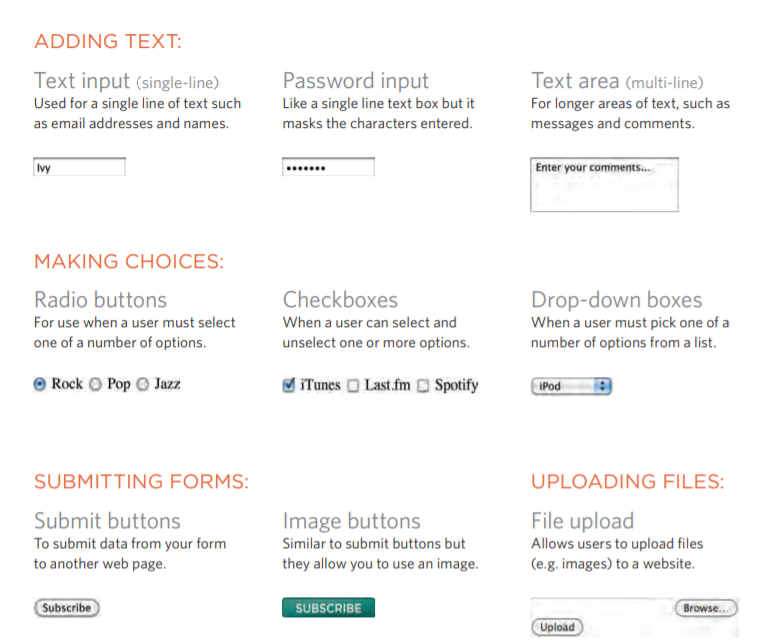 ADDING TEXT:
Text input (single-line)
Used for a single line of text such
as email addresses and names.
Ivy
Password input
Like a single line text box but it
masks the characters entered.
•••••••
Text area (multi-line)
For longer areas of text, such as
messages and comments.
Enter your comments...
MAKING CHOICES:
Radio buttons
For use when a user must select
one of a number of options.
Rock Pop Jazz
Checkboxes
When a user can select and
unselect one or more options.
iTunes Last.fm Spotify
Drop-down boxes
When a user must pick one of a
number of options from a list.
iPod
SUBMITTING FORMS:
Submit buttons
To submit data from your form
to another web page.
Subscribe
Image buttons
Similar to submit buttons but
they allow you to use an image.
SUBSCRIBE
UPLOADING FILES:
File upload
Allows users to upload files
(e.g. images) to a website.
Browse...
Upload